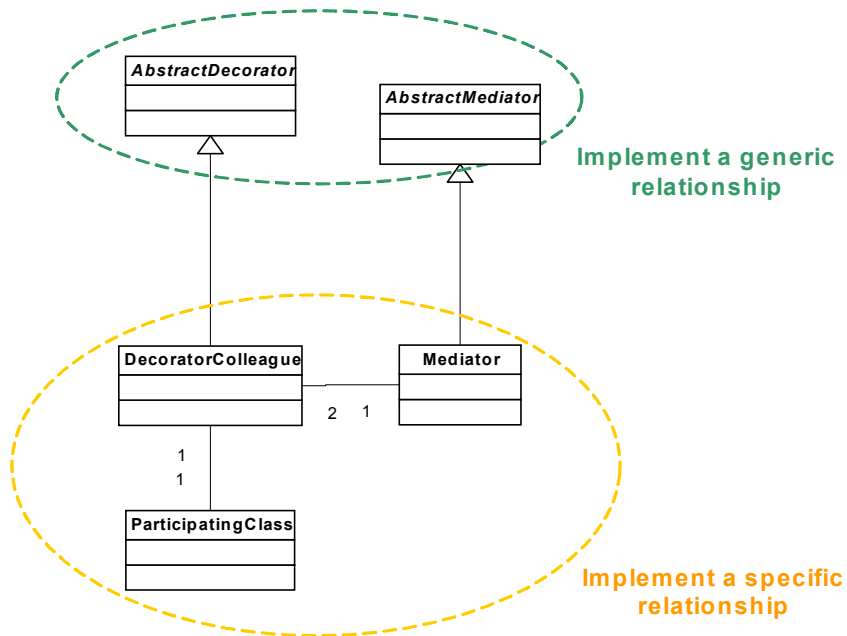 AbstractDecorator
AbstractMediator
Implement a generic
relationship
DecoratorColleague
Mediator
2 1
1
1
ParticipatingClass
Implement a specific
relationship